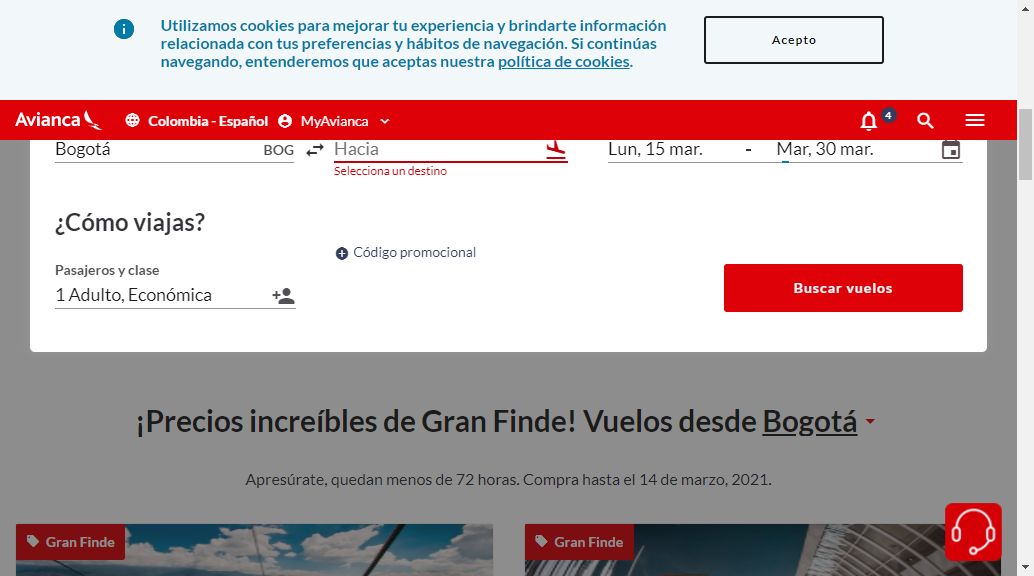 Utilizamos cookies para mejorar tu experiencia y brindarte información
relacionada con tus preferencias y hábitos de navegación. Si continúas
navegando, entenderemos que aceptas nuestra política de cookies.
Acepto
Avianca
Colombia - Español
MyAvianca
4
Bogotá
BOG
Hacia
Lun, 15 mar.
-
Mar, 30 mar.
Selecciona un destino
¿Cómo viajas?
Código promocional
Pasajeros y clase
1 Adulto, Económica
Buscar vuelos
¡Precios increíbles de Gran Finde! Vuelos desde Bogotá
Apresúrate, quedan menos de 72 horas. Compra hasta el 14 de marzo, 2021.
Gran Finde
Gran Finde